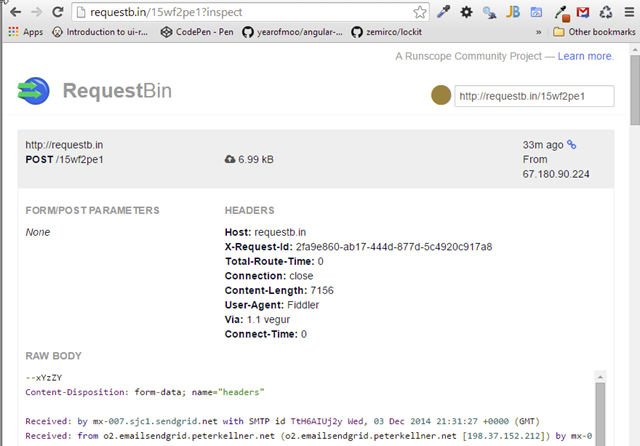 requestb.in/15wf2pe1?inspect
Apps Introduction to ui-r... CodePen - Pen yearofmoo/angular-... zemirco/lockit » Other bookmarks
A Runscope Community Project — Learn more.
RequestBin
http://requestb.in/15wf2pe1
http://requestb.in
POST /15wf2pe1
6.99 kB
33m ago
From
67.180.90.224
FORM/POST PARAMETERS
None
HEADERS
Host: requestb.in
X-Request-Id: 2fa9e860-ab17-444d-877d-5c4920c917a8
Total-Route-Time: 0
Connection: close
Content-Length: 7156
User-Agent: Fiddler
Via: 1.1 vegur
Connect-Time: 0
RAW BODY
--xYzZY
Content-Disposition: form-data; name="headers"
Received: by mx-007.sjc1.sendgrid.net with SMTP id TtH6AIUj2y Wed, 03 Dec 2014 21:31:27 +0000 (GMT)
Received: from o2.emailsendgrid.peterkellner.net (o2.emailsendgrid.peterkellner.net [198.37.152.212]) by mx-0